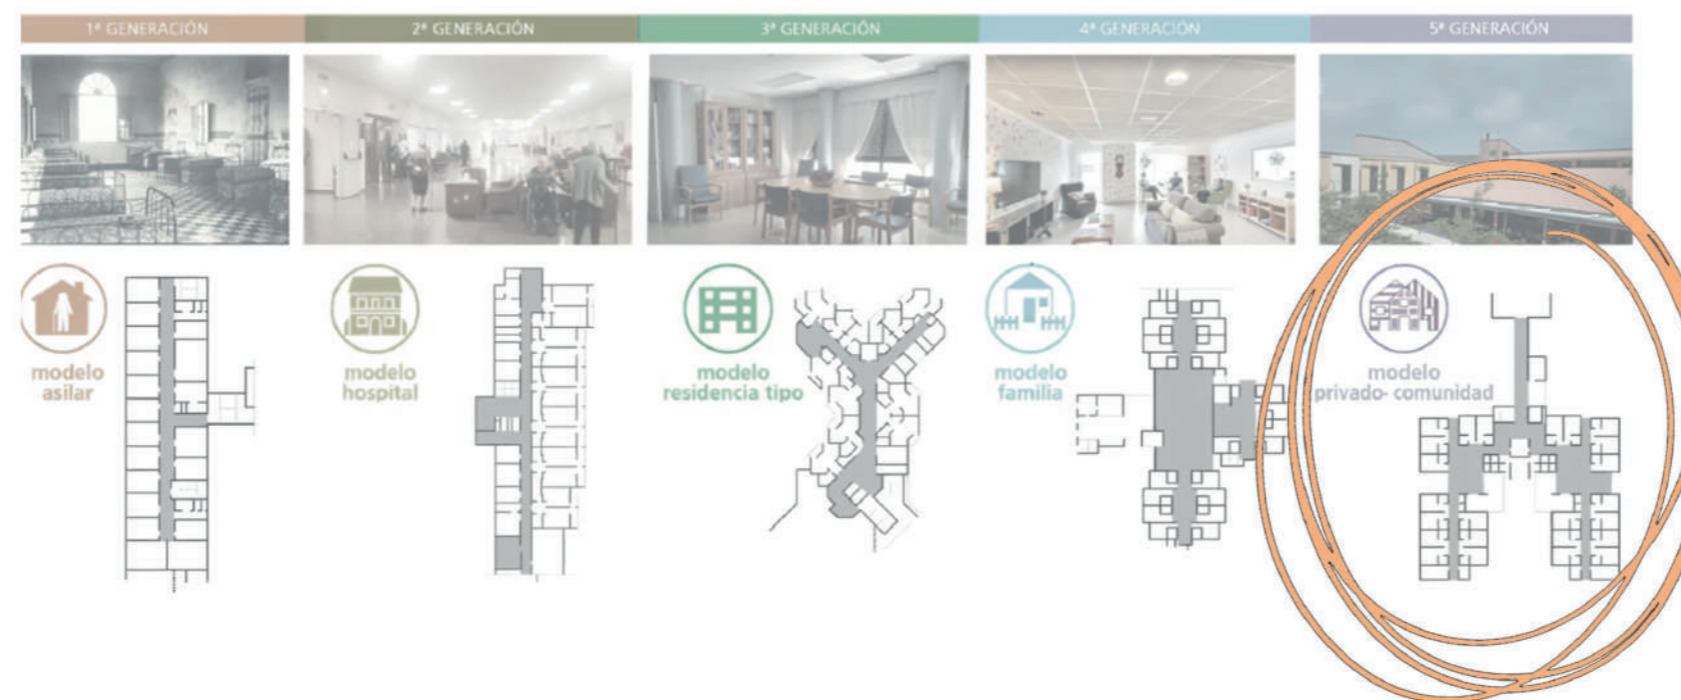 1ª GENERACIÓN
2ª GENERACIÓN
3ª GENERACIÓN
4ª GENERACIÓN
5ª GENERACIÓN
modelo
asilar
modelo
hospital
modelo
residencia tipo
modelo
familia
modelo
privado- comunidad